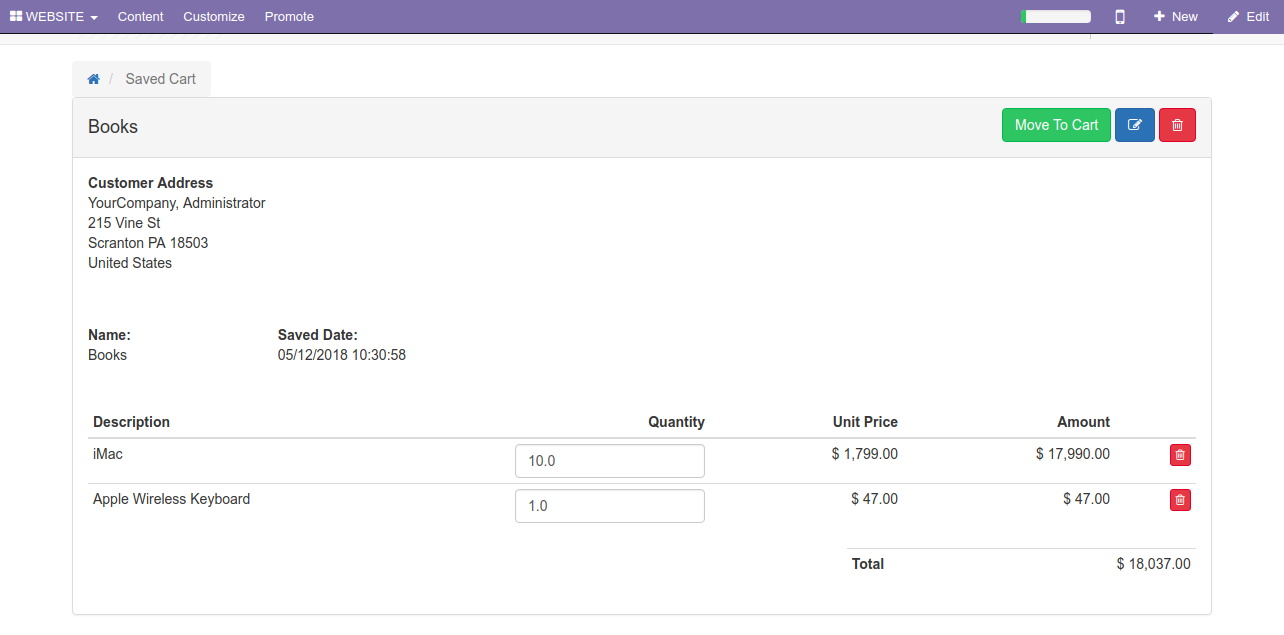 WEBSITE Content Customize Promote New Edit
Saved Cart
Books Move To Cart
Customer Address
YourCompany, Administrator
215 Vine St
Scranton PA 18503
United States
Name: Saved Date:
Books 05/12/2018 10:30:58
Description Quantity Unit Price Amount
iMac 10.0 $ 1,799.00 $ 17,990.00
Apple Wireless Keyboard 1.0 $ 47.00 $ 47.00
Total $ 18,037.00